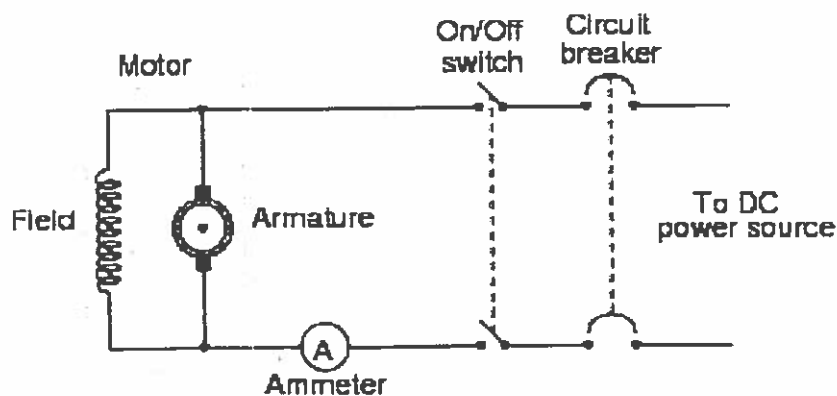 On/Off
switch
Circuit
breaker
Motor
Field
Armature
To DC
power source
A
Ammeter